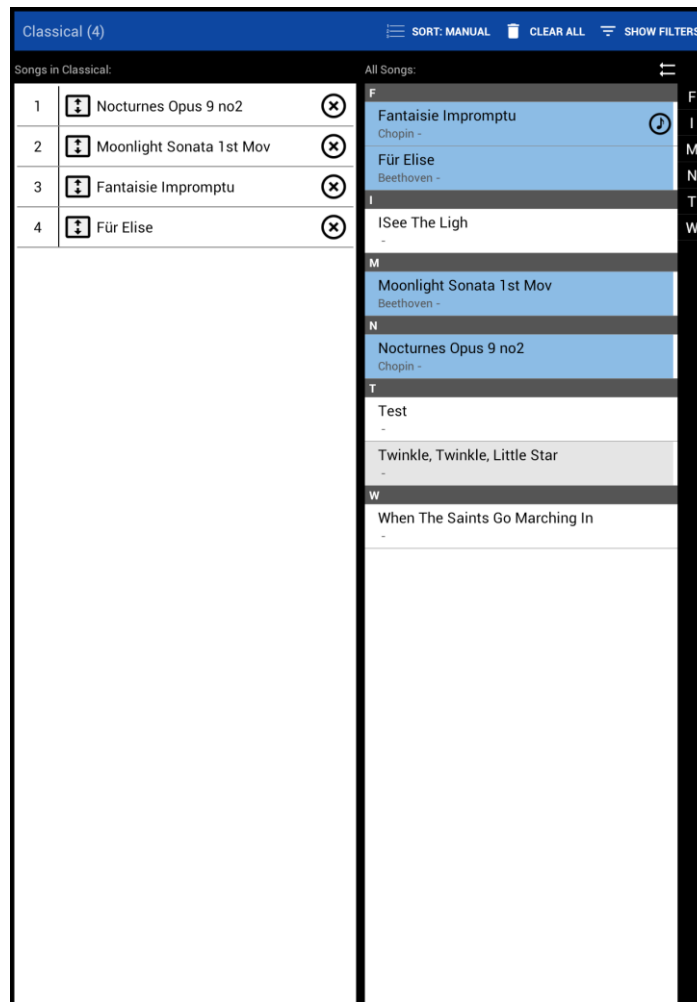 Classical (4)
SORT: MANUAL
CLEAR ALL
SHOW FILTERS
Songs in Classical:
1 Nocturnes Opus 9 no2
2 Moonlight Sonata 1st Mov
3 Fantaisie Impromptu
4 Für Elise
All Songs:
F
Fantaisie Impromptu
Chopin -
Für Elise
Beethoven -
I
ISee The Ligh
-
M
Moonlight Sonata 1st Mov
Beethoven -
N
Nocturnes Opus 9 no2
Chopin -
T
Test
-
Twinkle, Twinkle, Little Star
-
W
When The Saints Go Marching In
-
F
I
M
N
T
W